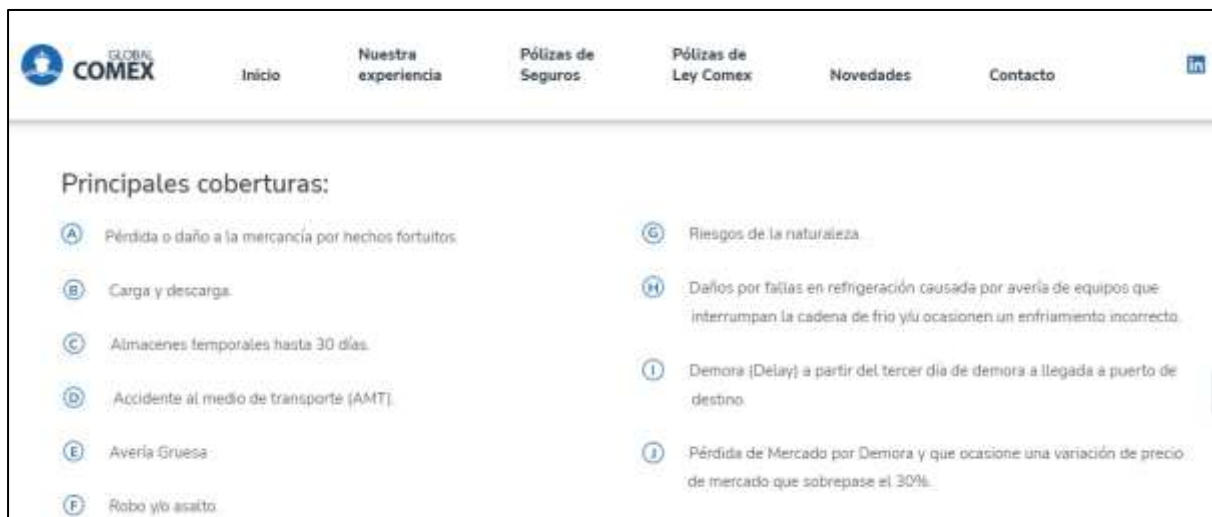 GLOBAL
COMEX
Inicio
Nuestra
experiencia
Pólizas de
Seguros
Pólizas de
Ley Comex
Novedades
Contacto
in
Principales coberturas:
A Pérdida o daño a la mercancía por hechos fortuitos.
B Carga y descarga.
C Almacenes temporales hasta 30 días.
D Accidente al medio de transporte (AMT).
E Avería Gruesa
F Robo y/o asalto.
G Riesgos de la naturaleza.
H Daños por fallas en refrigeración causada por avería de equipos que
interrumpan la cadena de frio y/u ocasionen un enfriamiento incorrecto.
I Demora (Delay) a partir del tercer día de demora a llegada a puerto de
destino.
J Pérdida de Mercado por Demora y que ocasione una variación de precio
de mercado que sobrepase el 30%.